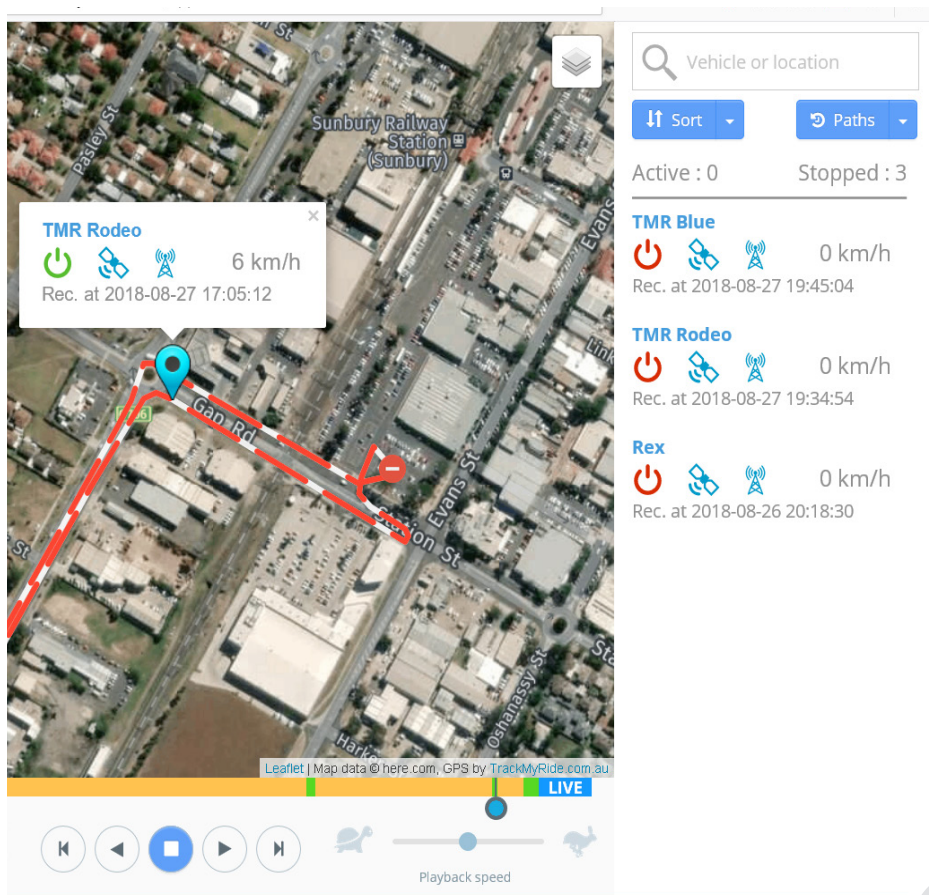 Pasley St
St
Sunbury Railway
Station
(Sunbury)
Evans
TMR Rodeo
×
6 km/h
Rec. at 2018-08-27 17:05:12
Link
Gap Rd
Evans St
Station St
St
Sta
Oshanassy St
Harke
Leaflet | Map data © here.com, GPS by TrackMyRide.com.au
LIVE
Playback speed
Vehicle or location
Sort
Paths
Active : 0
Stopped : 3
TMR Blue
0 km/h
Rec. at 2018-08-27 19:45:04
TMR Rodeo
0 km/h
Rec. at 2018-08-27 19:34:54
Rex
0 km/h
Rec. at 2018-08-26 20:18:30